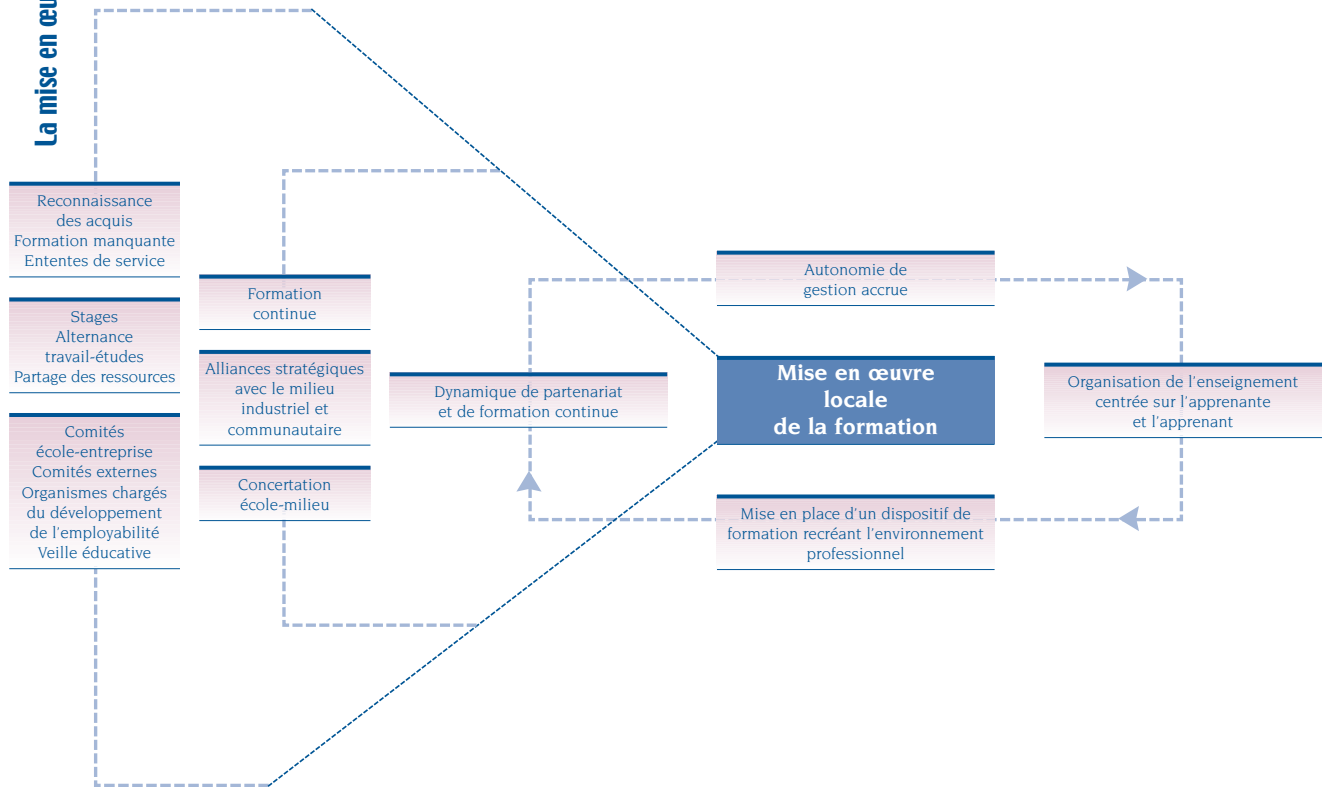 La mise en œu
Reconnaissance
des acquis
Formation manquante
Ententes de service
Stages
Alternance
travail-études
Partage des ressources
Comités
école-entreprise
Comités externes
Organismes chargés
du développement
de l'employabilité
Veille éducative
Formation
continue
Alliances stratégiques
avec le milieu
industriel et
communautaire
Concertation
école-milieu
Dynamique de partenariat
et de formation continue
Autonomie de
gestion accrue
Mise en œuvre
locale
de la formation
Mise en place d'un dispositif de
formation recréant l'environnement
professionnel
Organisation de l'enseignement
centrée sur l'apprenante
et l'apprenant